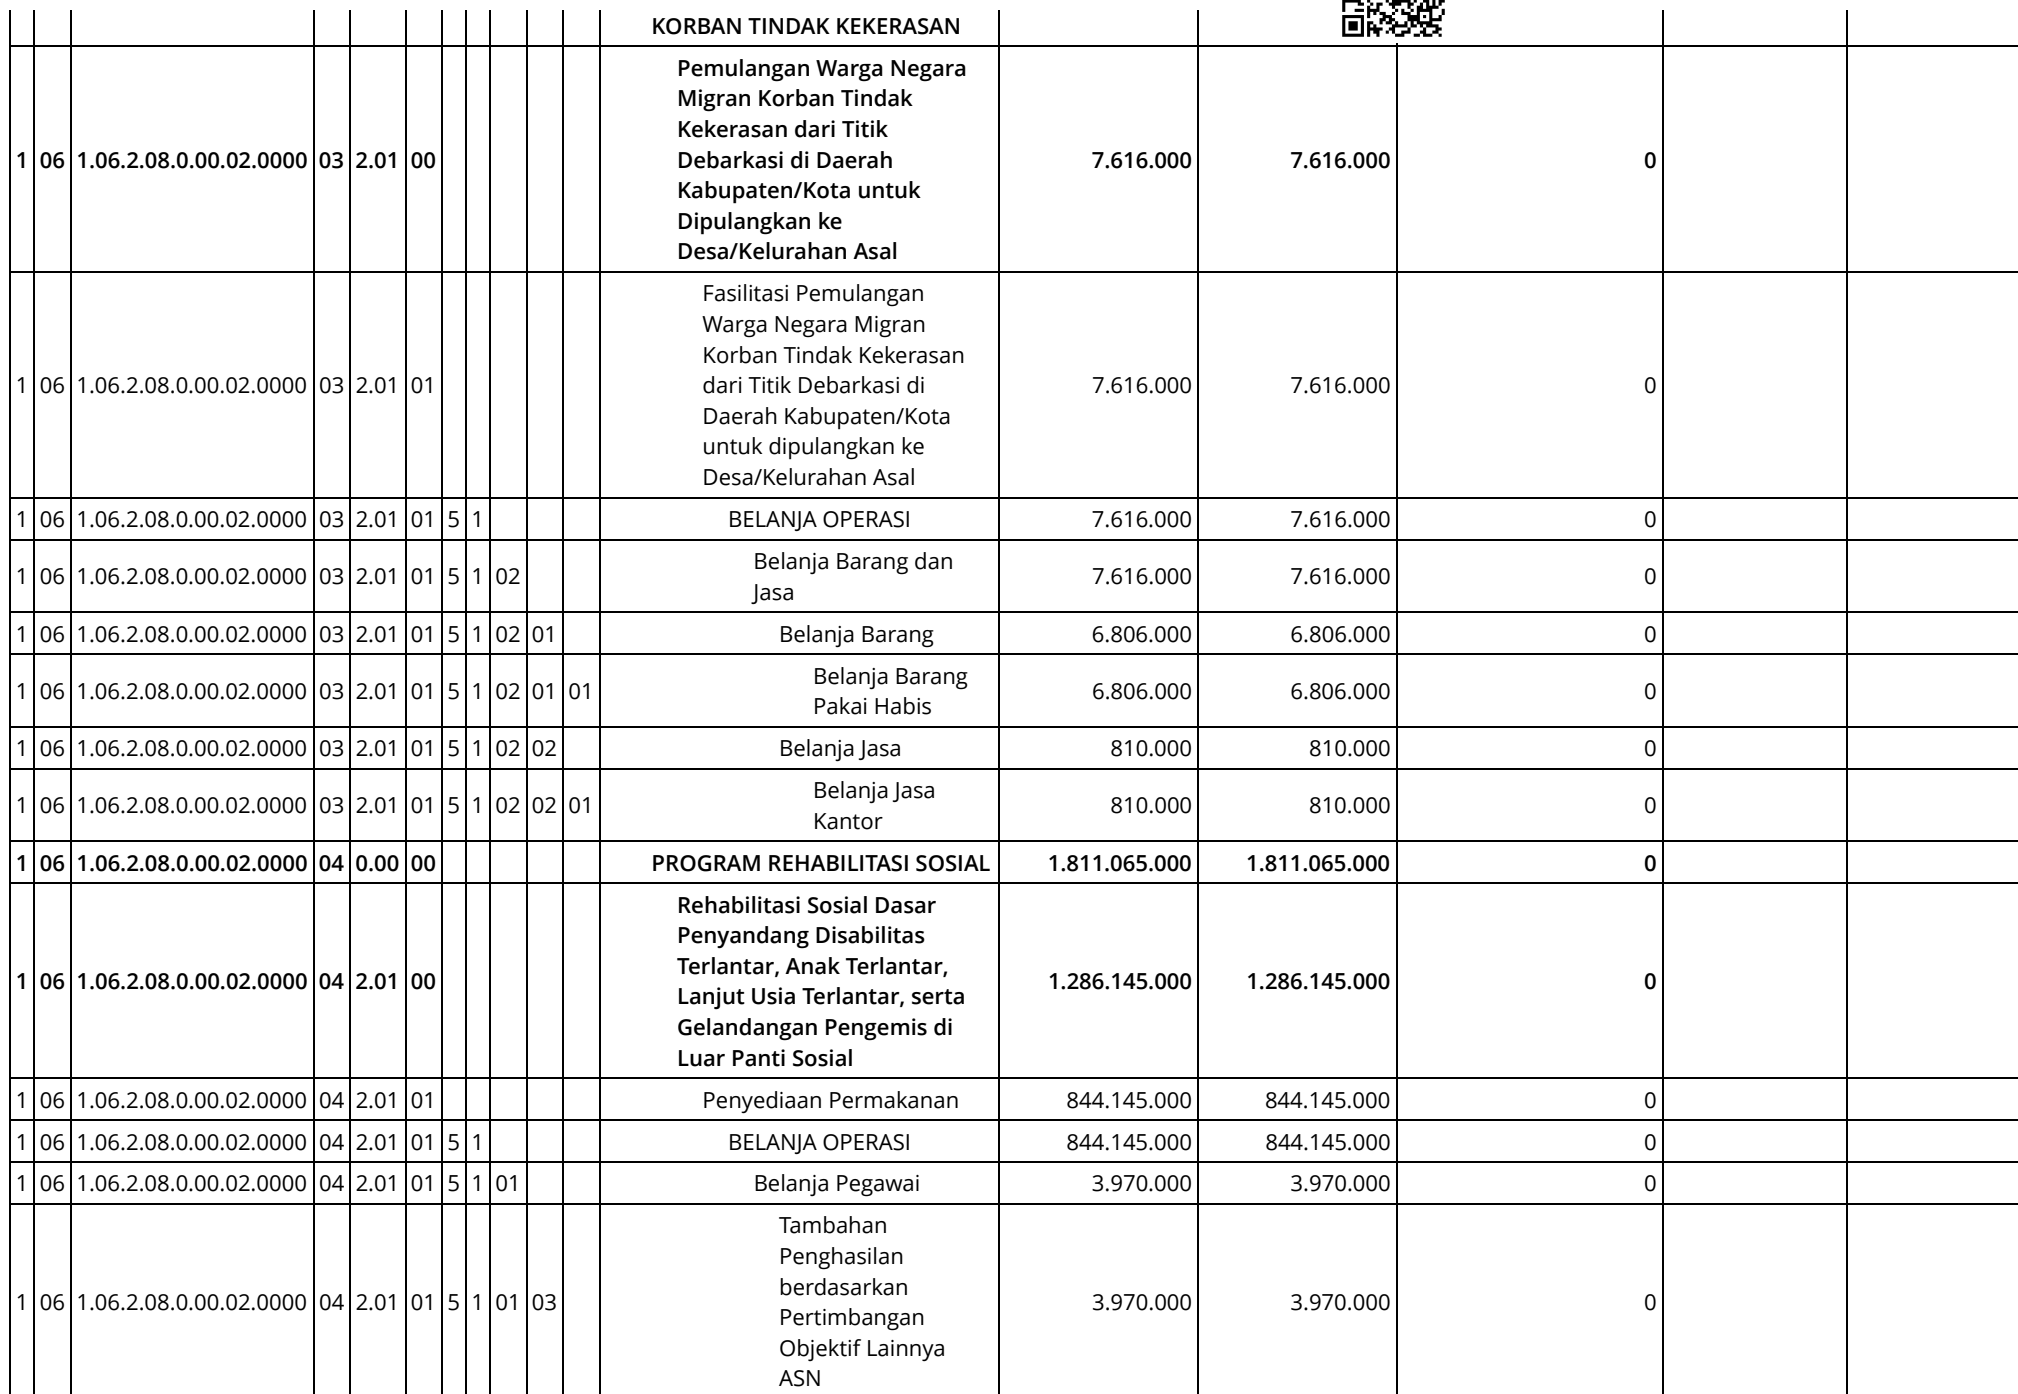 KORBAN TINDAK KEKERASAN
1 06 1.06.2.08.0.00.02.0000 03 2.01 00 Pemulangan Warga Negara
Migran Korban Tindak
Kekerasan dari Titik
Debarkasi di Daerah
Kabupaten/Kota untuk
Dipulangkan ke
Desa/Kelurahan Asal 7.616.000 7.616.000 0
1 06 1.06.2.08.0.00.02.0000 03 2.01 01 Fasilitasi Pemulangan
Warga Negara Migran
Korban Tindak Kekerasan
dari Titik Debarkasi di
Daerah Kabupaten/Kota
untuk dipulangkan ke
Desa/Kelurahan Asal 7.616.000 7.616.000 0
1 06 1.06.2.08.0.00.02.0000 03 2.01 01 5 1 BELANJA OPERASI 7.616.000 7.616.000 0
1 06 1.06.2.08.0.00.02.0000 03 2.01 01 5 1 02 Belanja Barang dan
Jasa 7.616.000 7.616.000 0
1 06 1.06.2.08.0.00.02.0000 03 2.01 01 5 1 02 01 Belanja Barang 6.806.000 6.806.000 0
1 06 1.06.2.08.0.00.02.0000 03 2.01 01 5 1 02 01 01 Belanja Barang
Pakai Habis 6.806.000 6.806.000 0
1 06 1.06.2.08.0.00.02.0000 03 2.01 01 5 1 02 02 Belanja Jasa 810.000 810.000 0
1 06 1.06.2.08.0.00.02.0000 03 2.01 01 5 1 02 02 01 Belanja Jasa
Kantor 810.000 810.000 0
1 06 1.06.2.08.0.00.02.0000 04 0.00 00 PROGRAM REHABILITASI SOSIAL 1.811.065.000 1.811.065.000 0
1 06 1.06.2.08.0.00.02.0000 04 2.01 00 Rehabilitasi Sosial Dasar
Penyandang Disabilitas
Terlantar, Anak Terlantar,
Lanjut Usia Terlantar, serta
Gelandangan Pengemis di
Luar Panti Sosial 1.286.145.000 1.286.145.000 0
1 06 1.06.2.08.0.00.02.0000 04 2.01 01 Penyediaan Permakanan 844.145.000 844.145.000 0
1 06 1.06.2.08.0.00.02.0000 04 2.01 01 5 1 BELANJA OPERASI 844.145.000 844.145.000 0
1 06 1.06.2.08.0.00.02.0000 04 2.01 01 5 1 01 Belanja Pegawai 3.970.000 3.970.000 0
1 06 1.06.2.08.0.00.02.0000 04 2.01 01 5 1 01 03 Tambahan
Penghasilan
berdasarkan
Pertimbangan
Objektif Lainnya
ASN 3.970.000 3.970.000 0